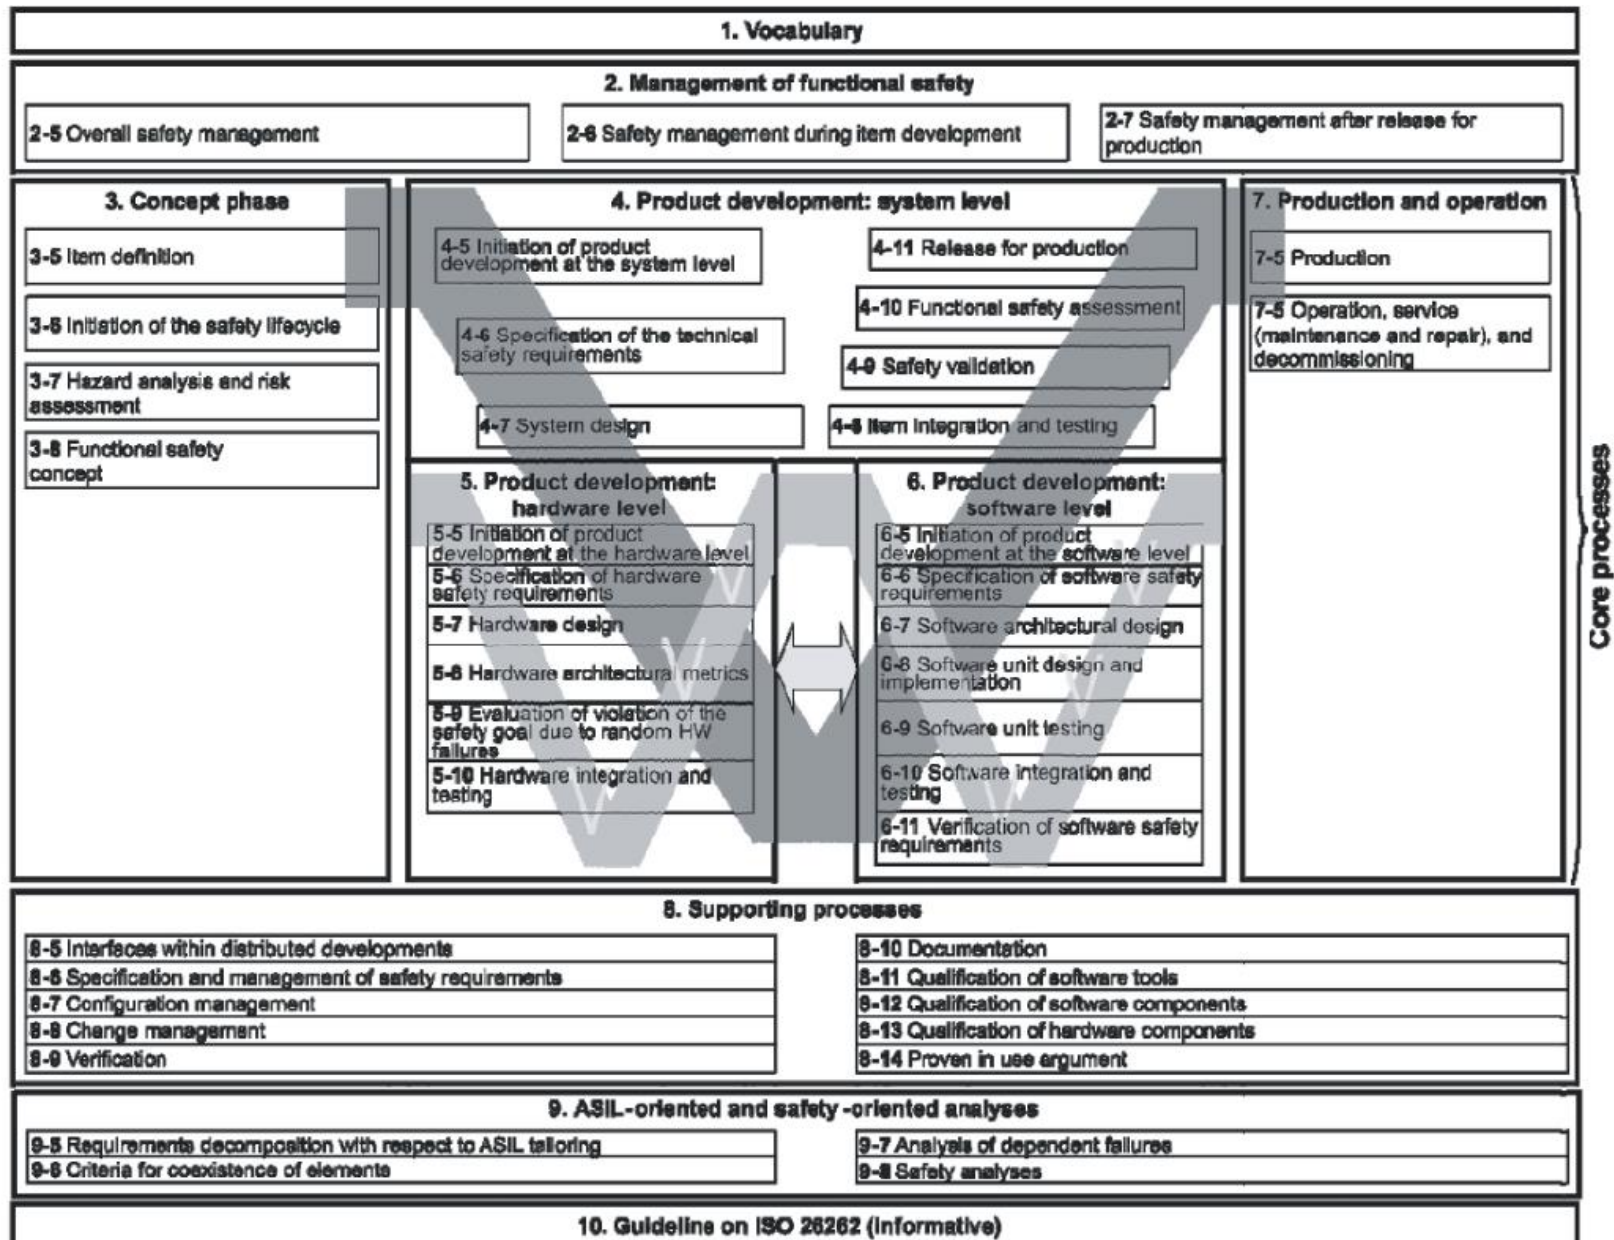 1. Vocabulary
2. Management of functional safety
2-5 Overall safety management
2-6 Safety management during item development
2-7 Safety management after release for
production
3. Concept phase
3-5 Item definition
3-6 Initiation of the safety lifecycle
3-7 Hazard analysis and risk
assessment
3-8 Functional safety
concept
4. Product development: system level
4-5 Initiation of product
development at the system level
4-6 Specification of the technical
safety requirements
4-7 System design
4-11 Release for production
4-10 Functional safety assessment
4-9 Safety validation
4-8 Item integration and testing
5. Product development:
hardware level
5-5 Initiation of product
development at the hardware level
5-6 Specification of hardware
safety requirements
5-7 Hardware design
5-8 Hardware architectural metrics
5-9 Evaluation of violation of the
safety goal due to random HW
failures
5-10 Hardware integration and
testing
6. Product development:
software level
6-5 Initiation of product
development at the software level
6-6 Specification of software safety
requirements
6-7 Software architectural design
6-8 Software unit design and
implementation
6-9 Software unit testing
6-10 Software integration and
testing
6-11 Verification of software safety
requirements
7. Production and operation
7-5 Production
7-5 Operation, service
(maintenance and repair), and
decommissioning
Core processes
8. Supporting processes
8-5 Interfaces within distributed developments
8-6 Specification and management of safety requirements
8-7 Configuration management
8-8 Change management
8-9 Verification
8-10 Documentation
8-11 Qualification of software tools
8-12 Qualification of software components
8-13 Qualification of hardware components
8-14 Proven in use argument
9. ASIL-oriented and safety -oriented analyses
9-5 Requirements decomposition with respect to ASIL tailoring
9-6 Criteria for coexistence of elements
9-7 Analysis of dependent failures
9-8 Safety analyses
10. Guideline on ISO 26262 (Informative)